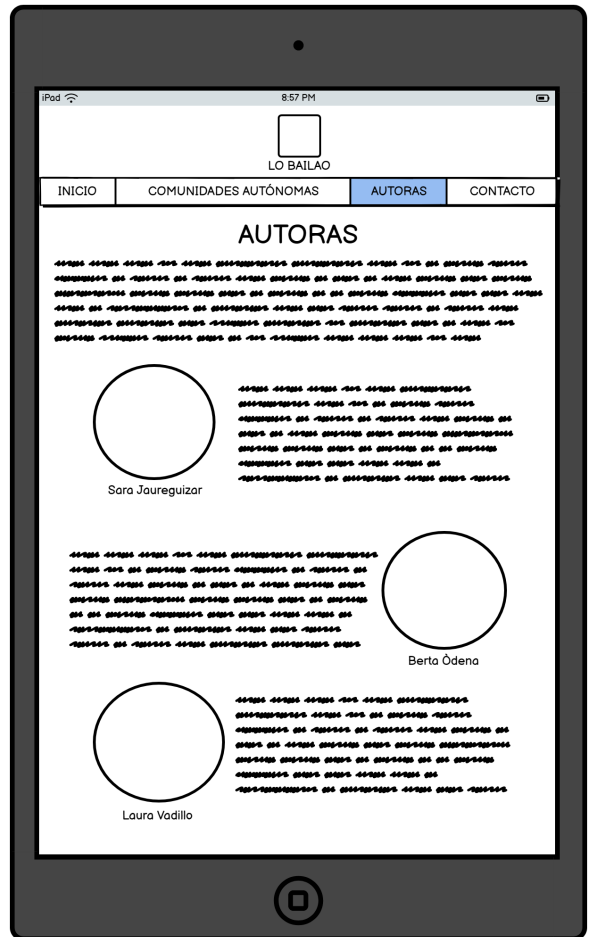 iPad 8:57 PM
LO BAILAO
INICIO COMUNIDADES AUTÓNOMAS AUTORAS CONTACTO
AUTORAS
Sara Jaureguizar
Berta Òdena
Laura Vadillo